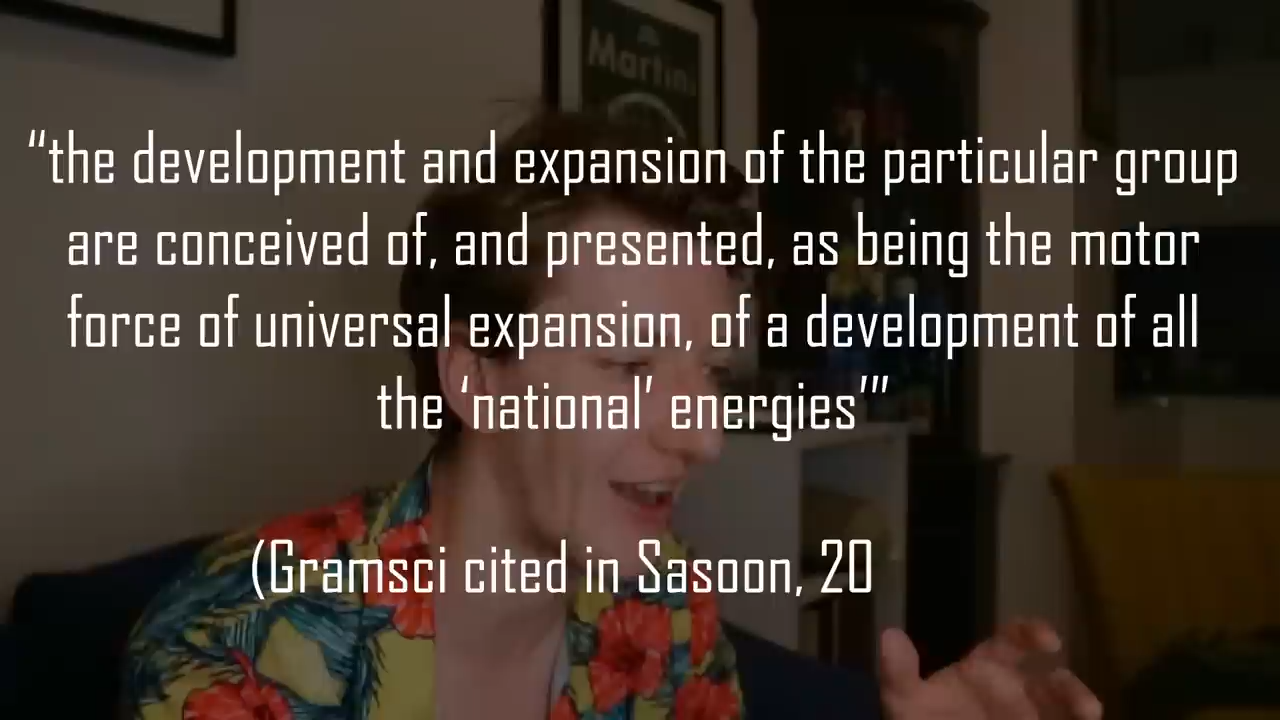 Martini
“the development and expansion of the particular group
are conceived of, and presented, as being the motor
force of universal expansion, of a development of all
the ‘national’ energies’”
(Gramsci cited in Sasoon, 20